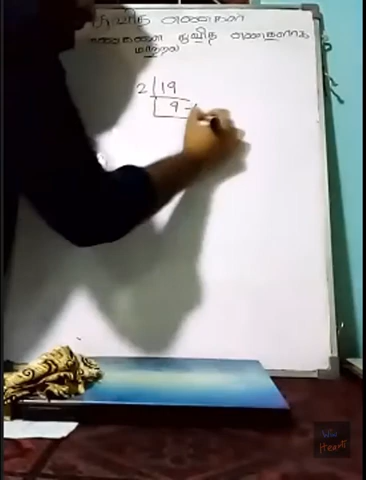 துவித எண்கள்
எண்களை துவித எண்களாக
மாற்றல்
2 19
9 -